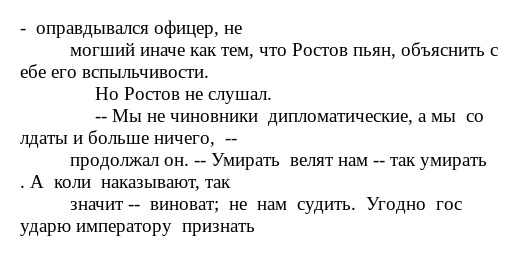 -  оправдывался офицер, не
могший иначе как тем, что Ростов пьян, объяснить с
ебе его вспыльчивости.
Но Ростов не слушал.
-- Мы не чиновники  дипломатические, а мы  со
лдаты и больше ничего,  --
продолжал он. -- Умирать  велят нам -- так умирать
. А  коли  наказывают, так
значит --  виноват;  не  нам  судить.  Угодно  гос
ударю императору  признать